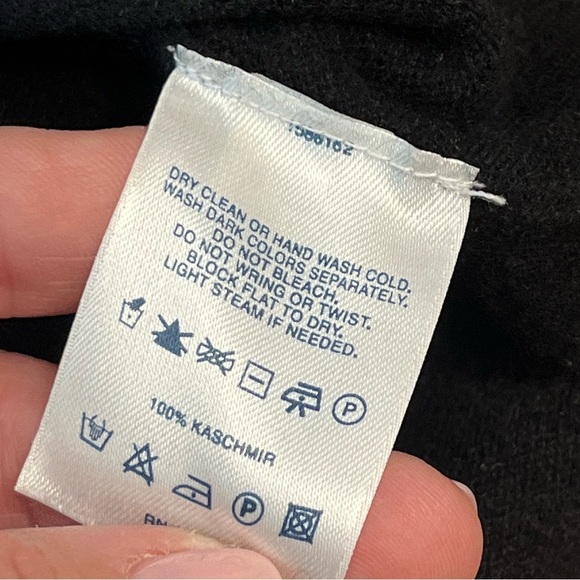 DRY CLEAN OR HAND WASH COLD.
WASH DARK COLORS SEPARATELY.
DO NOT BLEACH.
DO NOT WRING OR TWIST.
BLOCK FLAT TO DRY.
LIGHT STEAM IF NEEDED.
P
100% KASCHMIR
P
RN